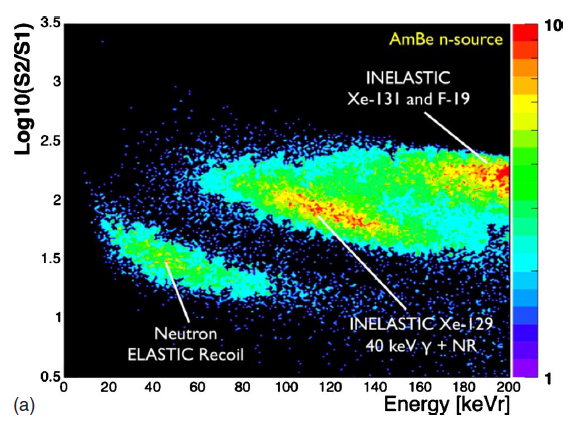 3.5
10
AmBe n-source
INELASTIC
Xe-131 and F-19
3
2.5
2
1.5
1
0.5
Log10(S2/S1)
Neutron
ELASTIC Recoil
INELASTIC Xe-129
40 keV γ + NR
1
0 20 40 60 80 100 120 140 160 180 200
(a)
Energy [keVr]